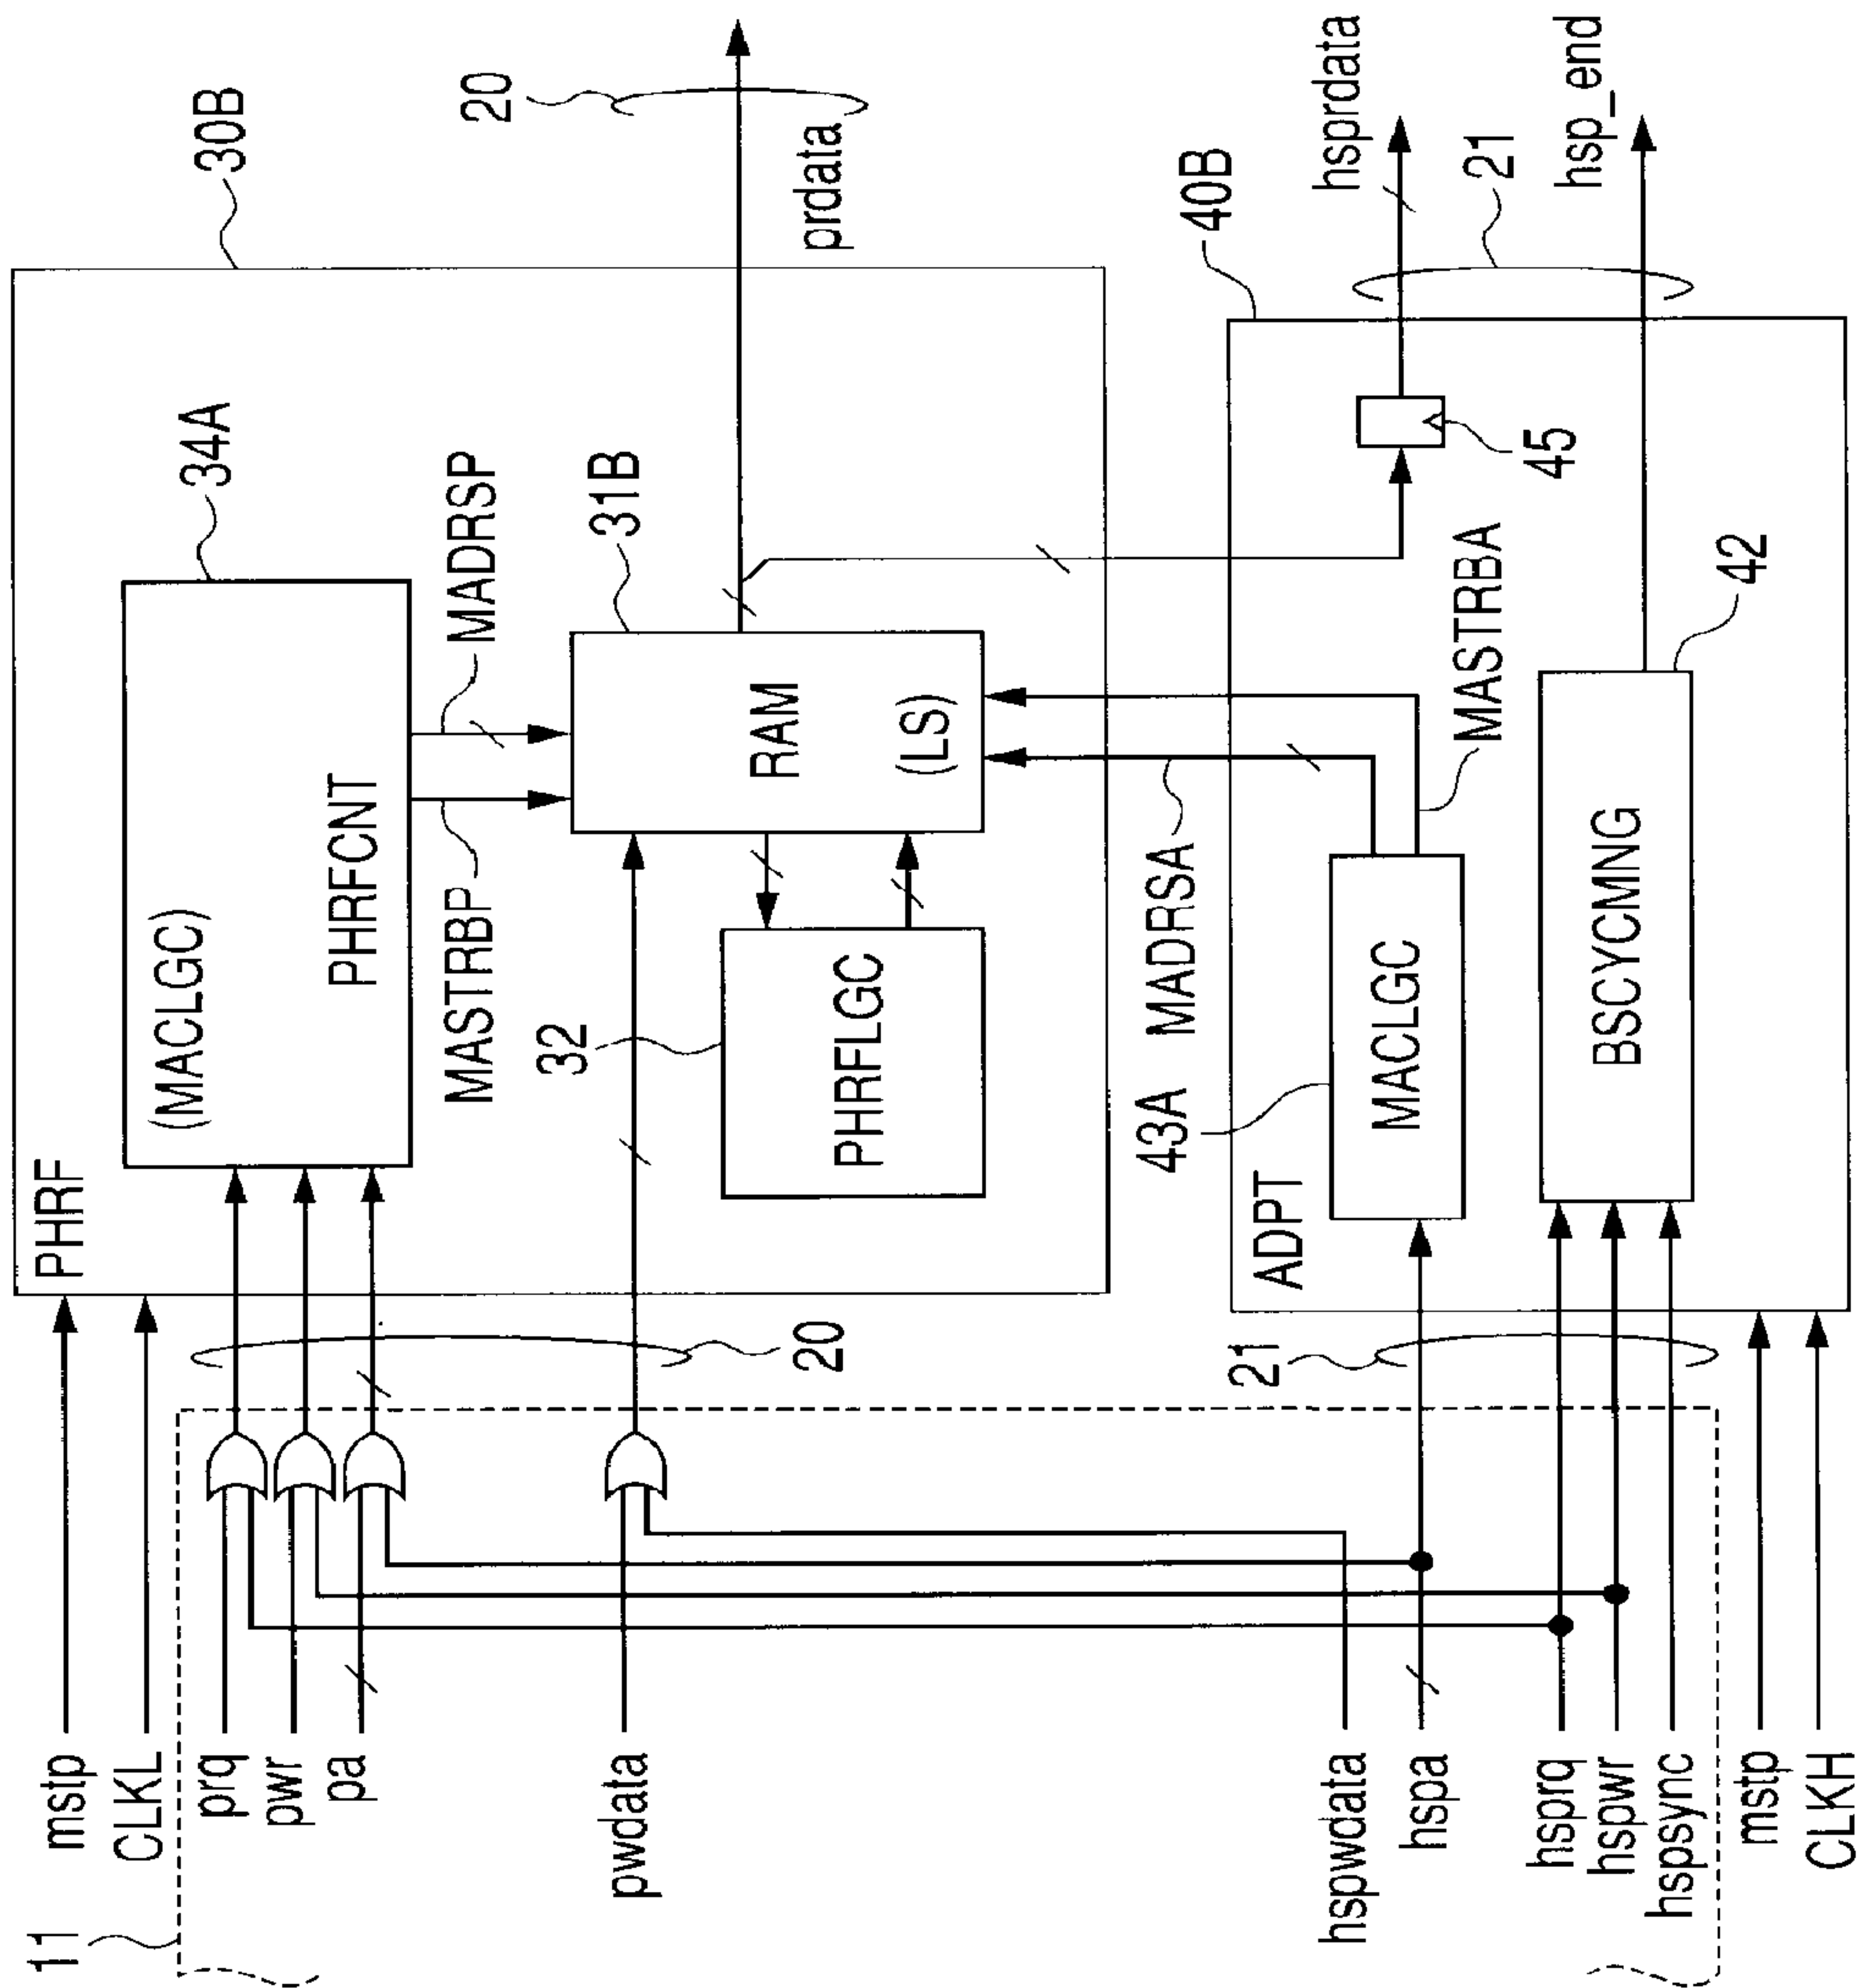 11
mstp
CLKL
prq
pwr
pa
pwdata
hspwdata
hspa
hsprq
hspwr
hspsync
mstp
CLKH
20
21
PHRF
30B
(MACLGC)
PHRFCNT
34A
MASTRBP
MADRSP
31B
RAM
(LS)
32
PHRFLGC
20
prdata
ADPT
40B
43A
MACLGC
MADRSA
MASTRBA
BSCYCMNG
42
45
hsprdata
21
hsp_end